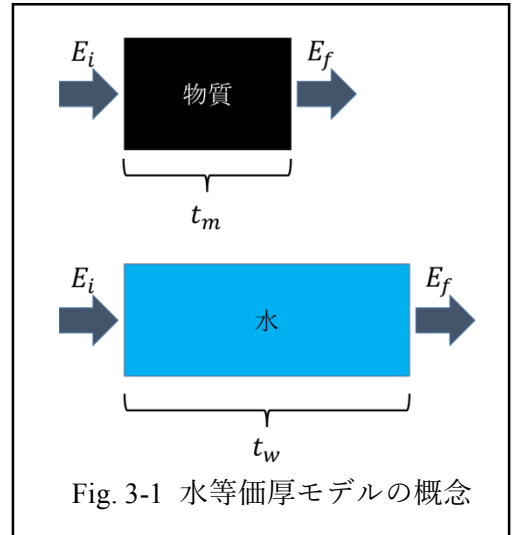 E_i
E_f
物質
t_m
E_i
E_f
水
t_w
Fig. 3-1 水等価厚モデルの概念